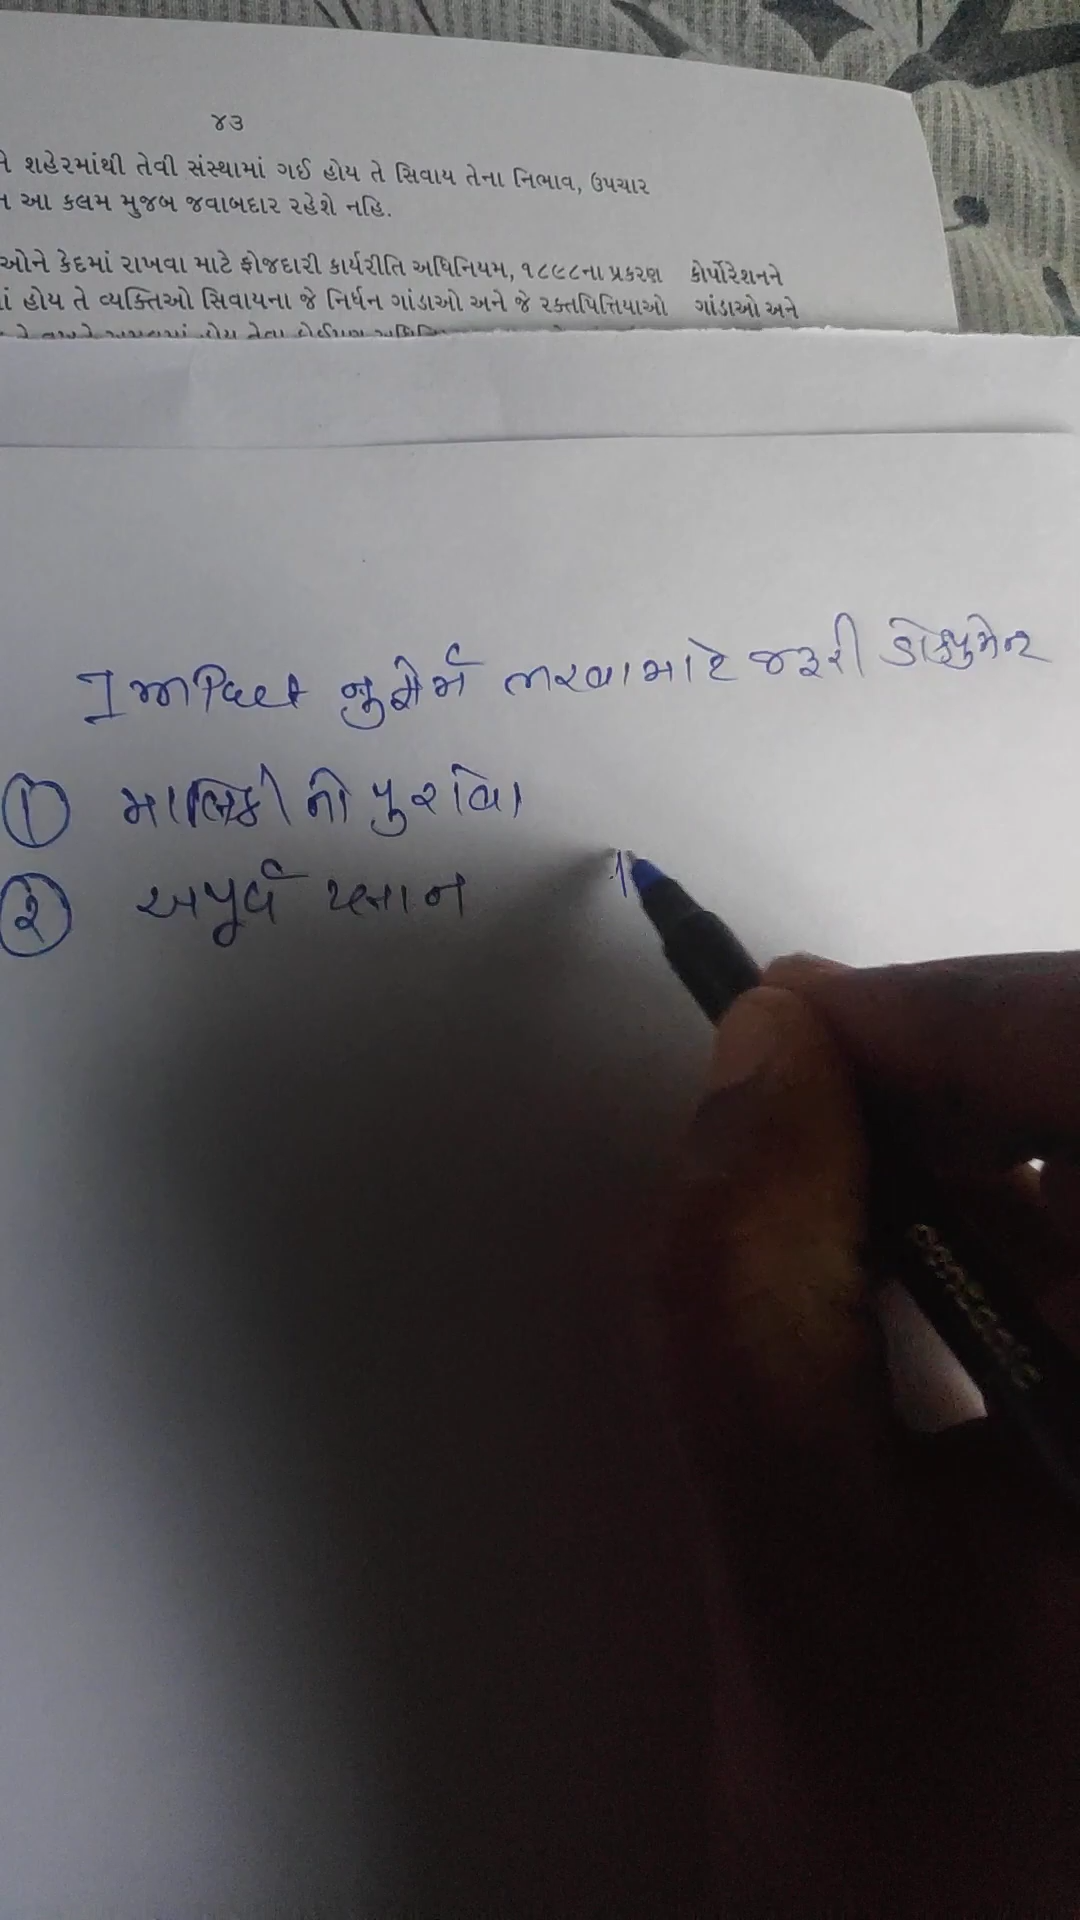 ૪૩
શહેરમાંથી તેવી સંસ્થામાં ગઈ હોય તે સિવાય તેના નિભાવ, ઉપચાર
આ કલમ મુજબ જવાબદાર રહેશે નહિ.
ઓને કેદમાં રાખવા માટે ફોજદારી કાર્યરીતિ અધિનિયમ, ૧૮૯૮ના પ્રકરણ કોર્પોરેશનને
હોય તે વ્યક્તિઓ સિવાયના જે નિર્ધન ગાંડાઓ અને જે રક્તપિત્તિયાઓ ગાંડાઓ અને
Impact નુ ફોર્મ ભરવા માટે જરૂરી ડોક્યુમેન્ટ
① માલિકી ની પુરાવા
② અપૂર્વ પ્લાન